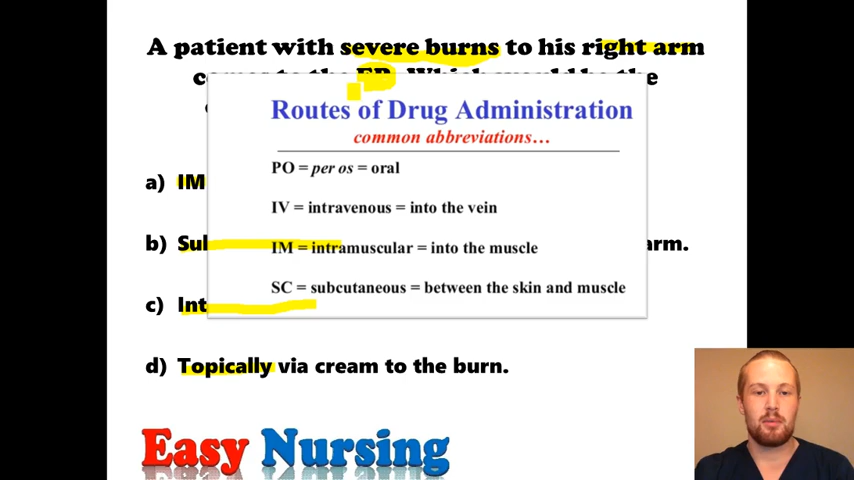 A patient with severe burns to his right arm
Routes of Drug Administration
common abbreviations…
PO = per os = oral
a) IM
IV = intravenous = into the vein
b) Sub
IM = intramuscular = into the muscle
arm.
SC = subcutaneous = between the skin and muscle
c) Int
d) Topically via cream to the burn.
Easy Nursing